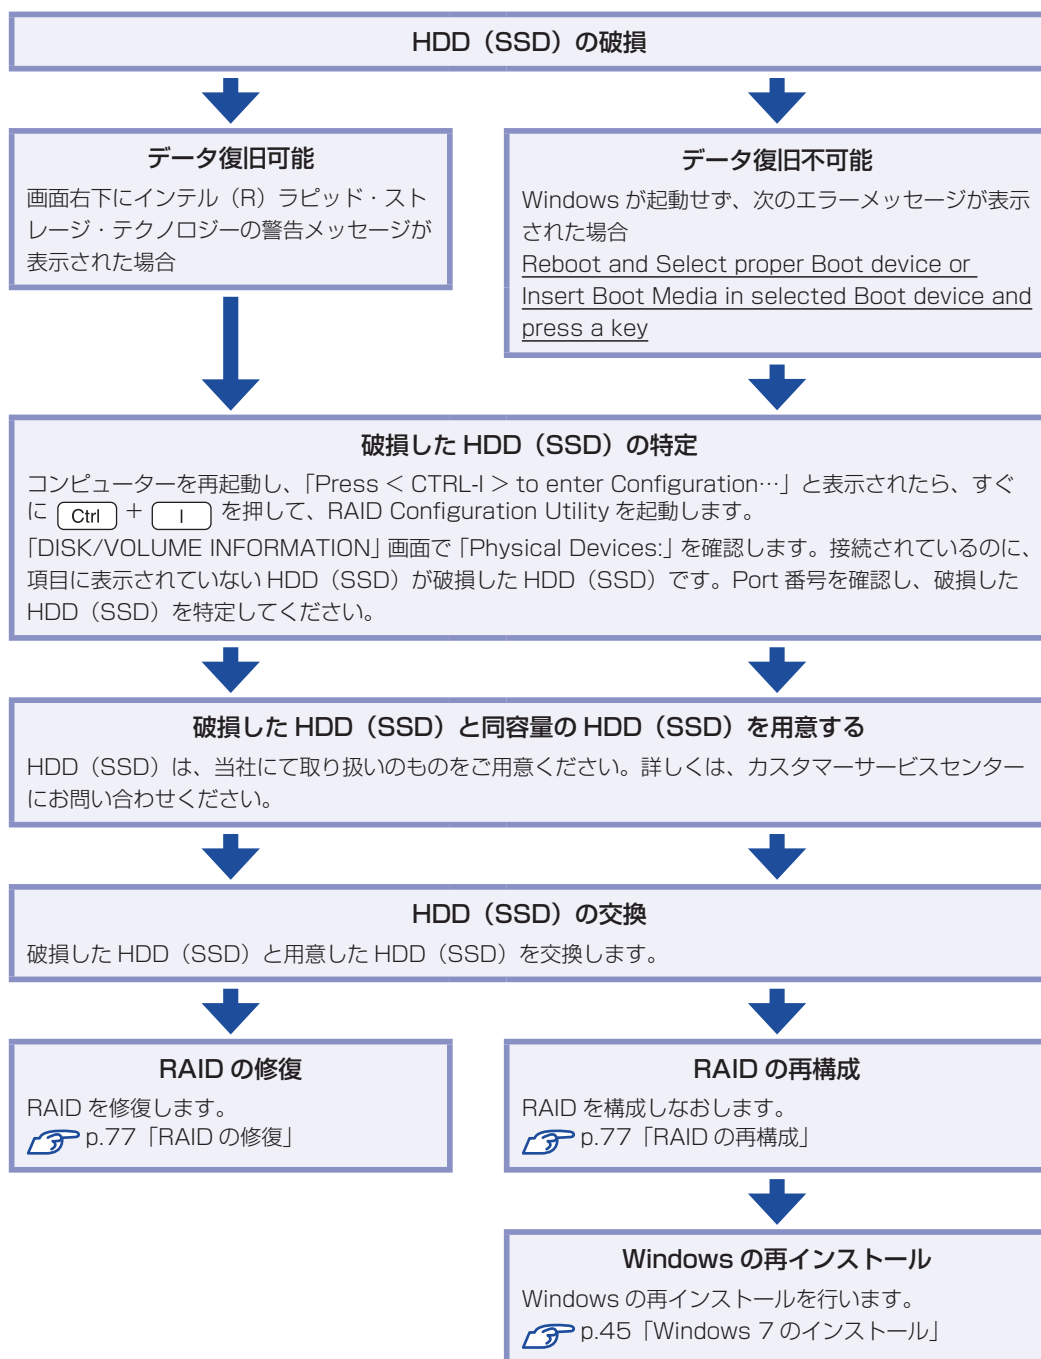 HDD（SSD）の破損
データ復旧可能
画面右下にインテル（R）ラピッド・スト
レージ・テクノロジーの警告メッセージが
表示された場合
データ復旧不可能
Windows が起動せず、次のエラーメッセージが表示
された場合
Reboot and Select proper Boot device or
Insert Boot Media in selected Boot device and
press a key
破損した HDD（SSD）の特定
コンピューターを再起動し、「Press < CTRL-I > to enter Configuration…」と表示されたら、すぐ
に Ctrl + I を押して、RAID Configuration Utility を起動します。
「DISK/VOLUME INFORMATION」画面で「Physical Devices:」を確認します。接続されているのに、
項目に表示されていない HDD（SSD）が破損した HDD（SSD）です。Port 番号を確認し、破損した
HDD（SSD）を特定してください。
破損した HDD（SSD）と同容量の HDD（SSD）を用意する
HDD（SSD）は、当社にて取り扱いのものをご用意ください。詳しくは、カスタマーサービスセンター
にお問い合わせください。
HDD（SSD）の交換
破損した HDD（SSD）と用意した HDD（SSD）を交換します。
RAID の修復
RAID を修復します。
p.77「RAID の修復」
RAID の再構成
RAID を構成しなおします。
p.77「RAID の再構成」
Windows の再インストール
Windows の再インストールを行います。
p.45「Windows 7 のインストール」